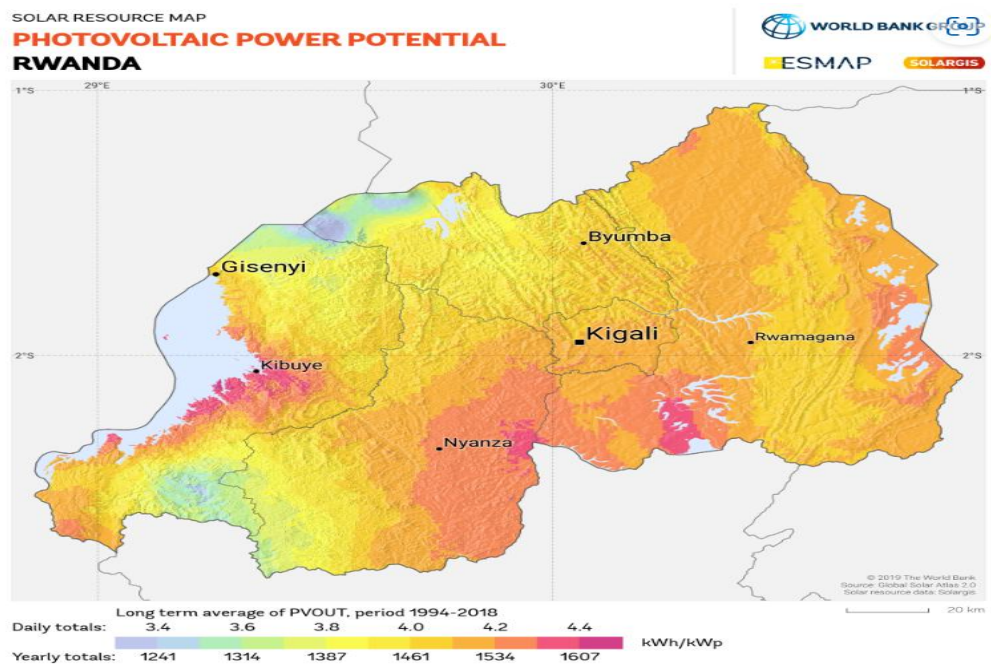 SOLAR RESOURCE MAP
PHOTOVOLTAIC POWER POTENTIAL
RWANDA
WORLD BANK GROUP
ESMAP
SOLARGIS
29°E
30°E
1°S
1°S
Byumba
Gisenyi
Kigali
Rwamagana
2°S
2°S
Kibuye
Nyanza
© 2019 The World Bank
Source: Global Solar Atlas 2.0
Solar resource data: Solargis
20 km
Long term average of PVOUT, period 1994-2018
Daily totals: 3.4 3.6 3.8 4.0 4.2 4.4
kWh/kWp
Yearly totals: 1241 1314 1387 1461 1534 1607